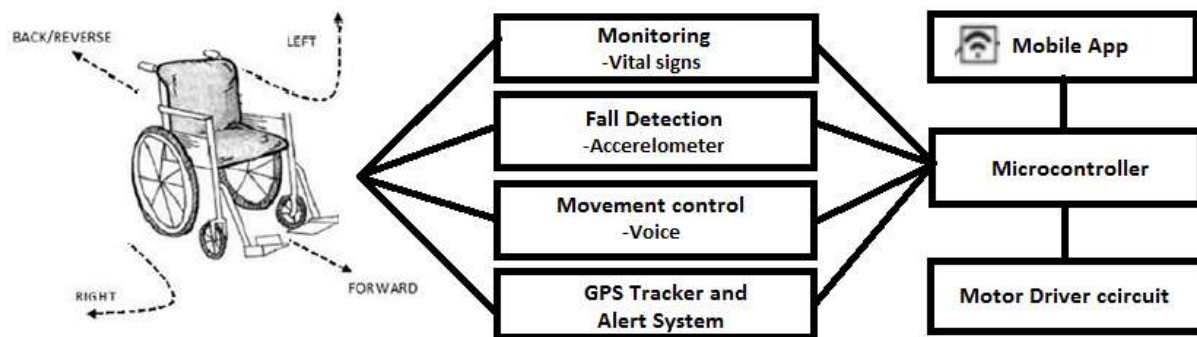 BACK/REVERSE
LEFT
RIGHT
FORWARD
Monitoring
-Vital signs
Fall Detection
-Accerelometer
Movement control
-Voice
GPS Tracker and
Alert System
Mobile App
Microcontroller
Motor Driver ccircuit